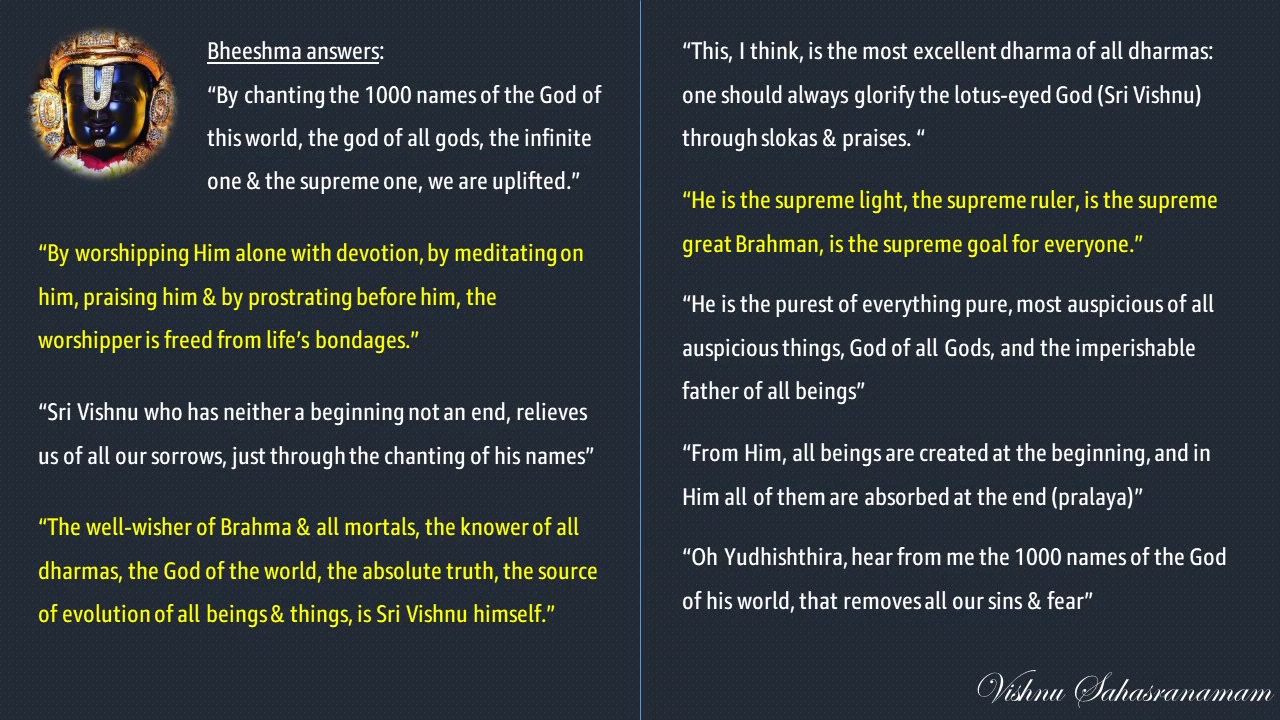 Bheeshma answers:
“By chanting the 1000 names of the God of
this world, the god of all gods, the infinite
one & the supreme one, we are uplifted.”
“By worshipping Him alone with devotion, by meditating on
him, praising him & by prostrating before him, the
worshipper is freed from life’s bondages.”
“Sri Vishnu who has neither a beginning not an end, relieves
us of all our sorrows, just through the chanting of his names”
“The well-wisher of Brahma & all mortals, the knower of all
dharmas, the God of the world, the absolute truth, the source
of evolution of all beings & things, is Sri Vishnu himself.”
“This, I think, is the most excellent dharma of all dharmas:
one should always glorify the lotus-eyed God (Sri Vishnu)
through slokas & praises. “
“He is the supreme light, the supreme ruler, is the supreme
great Brahman, is the supreme goal for everyone.”
“He is the purest of everything pure, most auspicious of all
auspicious things, God of all Gods, and the imperishable
father of all beings”
“From Him, all beings are created at the beginning, and in
Him all of them are absorbed at the end (pralaya)”
“Oh Yudhishthira, hear from me the 1000 names of the God
of his world, that removes all our sins & fear”
Vishnu Sahasranamam